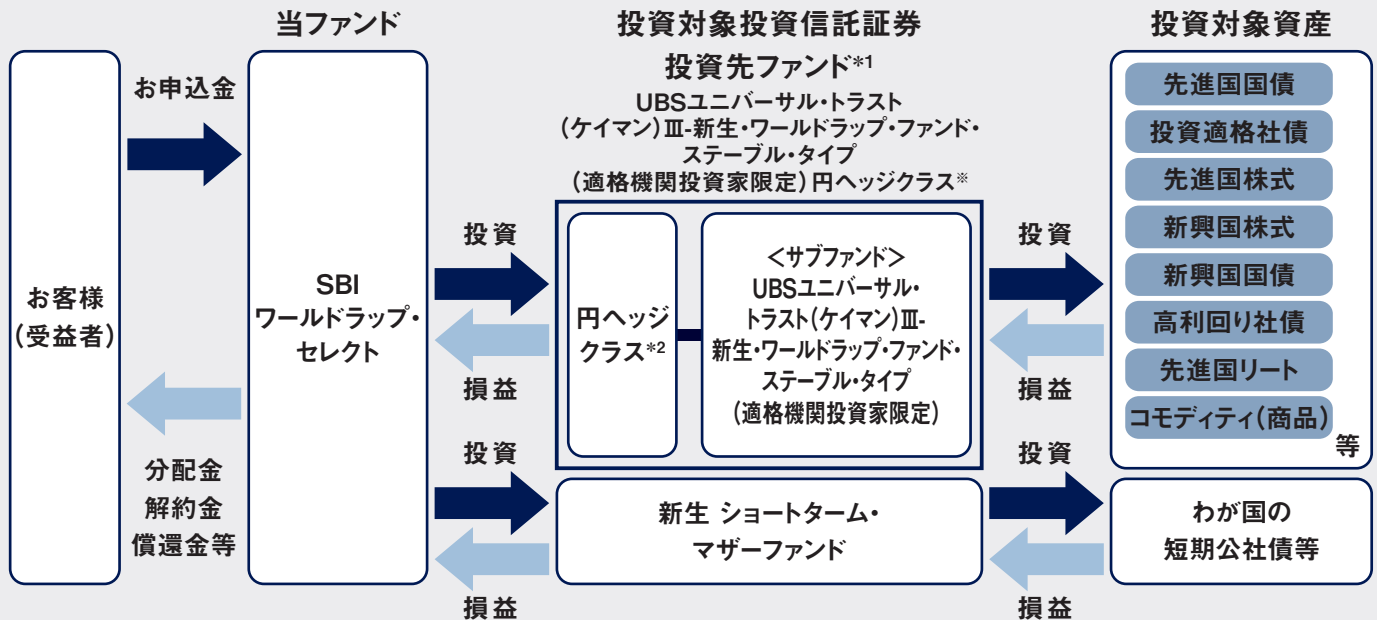 当ファンド
投資対象投資信託証券
投資対象資産
お客様
(受益者)
お申込金
分配金
解約金
償還金等
SBI
ワールドラップ・
セレクト
投資
損益
投資
損益
投資先ファンド*1
UBSユニバーサル・トラスト
(ケイマン)Ⅲ-新生・ワールドラップ・ファンド・
ステーブル・タイプ
(適格機関投資家限定)円ヘッジクラス※
円ヘッジ
クラス*2
<サブファンド>
UBSユニバーサル・
トラスト(ケイマン)Ⅲ-
新生・ワールドラップ・ファンド・
ステーブル・タイプ
(適格機関投資家限定)
新生 ショートターム・
マザーファンド
投資
損益
投資
損益
先進国国債
投資適格社債
先進国株式
新興国株式
新興国国債
高利回り社債
先進国リート
コモディティ(商品)
等
わが国の
短期公社債等